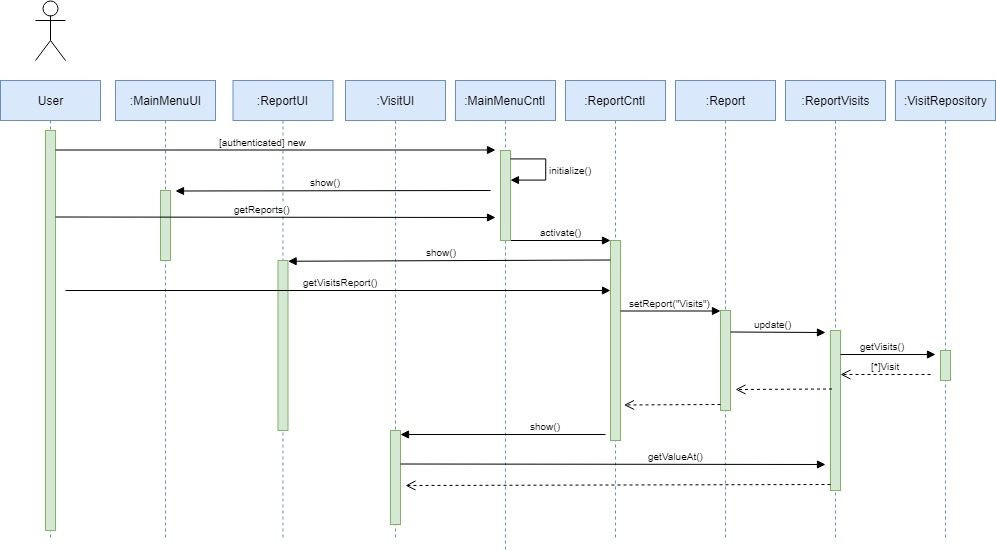 User
:MainMenuUI
:ReportUI
:VisitUI
:MainMenuCntl
:ReportCntl
:Report
:ReportVisits
:VisitRepository
[authenticated] new
initialize()
show()
getReports()
activate()
show()
getVisitsReport()
setReport("Visits")
update()
getVisits()
[*]Visit
show()
getValueAt()